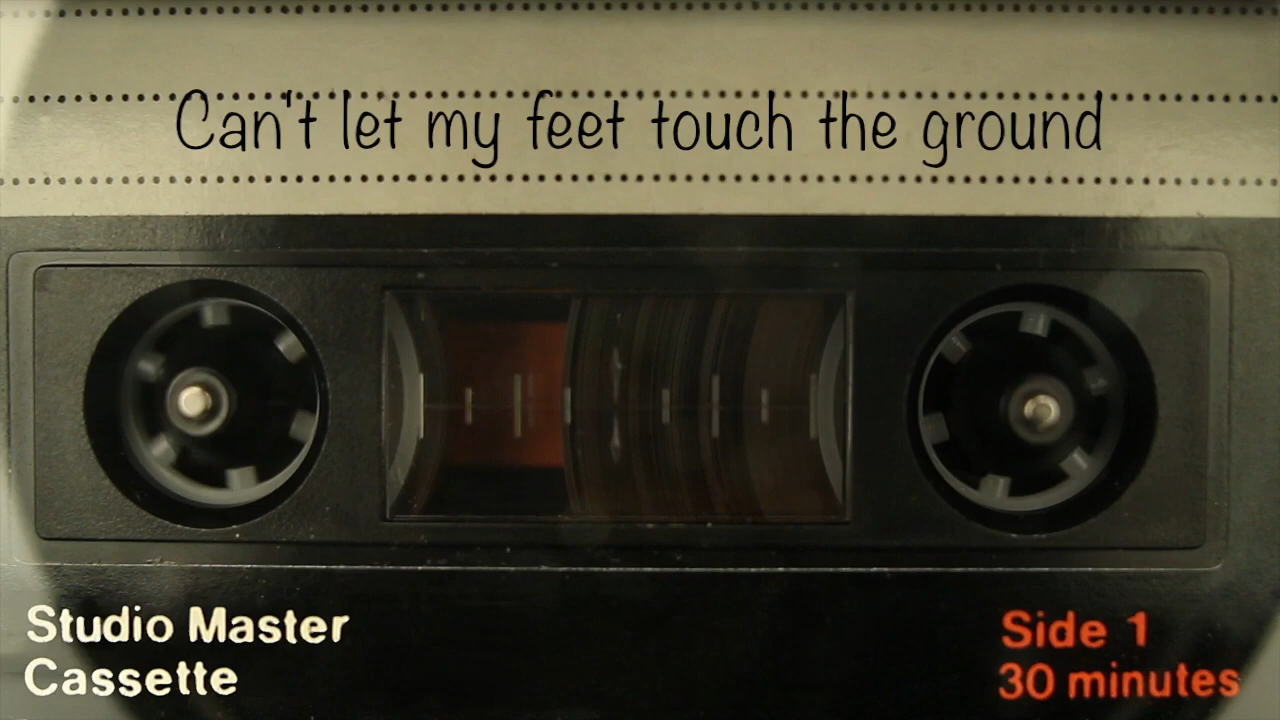 Can't let my feet touch the ground
Studio Master
Cassette
Side 1
30 minutes